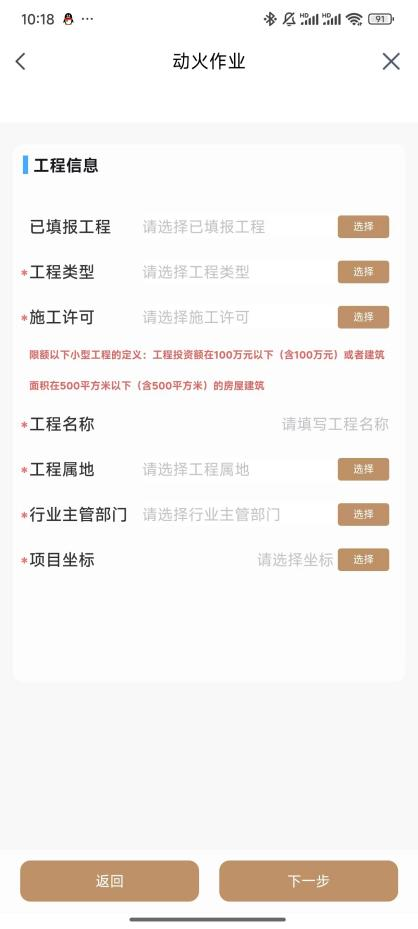 10:18 ··· HD HD 91
动火作业
工程信息
已填报工程 请选择已填报工程 选择
*工程类型 请选择工程类型 选择
*施工许可 请选择施工许可 选择
限额以下小型工程的定义：工程投资额在100万元以下（含100万元）或者建筑
面积在500平方米以下（含500平方米）的房屋建筑
*工程名称 请填写工程名称
*工程属地 请选择工程属地 选择
*行业主管部门 请选择行业主管部门 选择
*项目坐标 请选择坐标 选择
返回 下一步